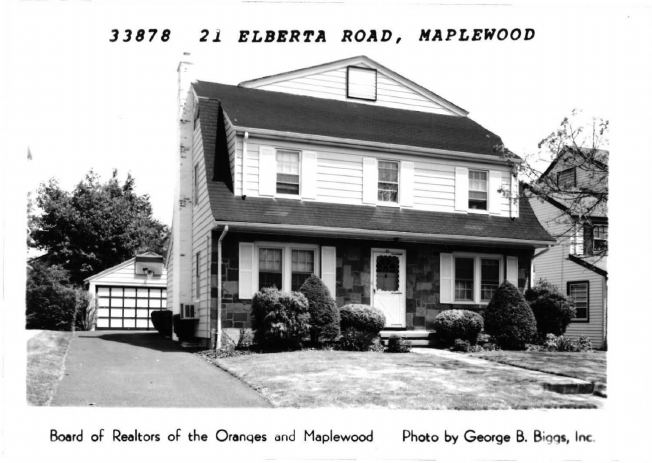 33878 21 ELBERTA ROAD, MAPLEWOOD
Board of Realtors of the Oranges and Maplewood Photo by George B. Biggs, Inc.